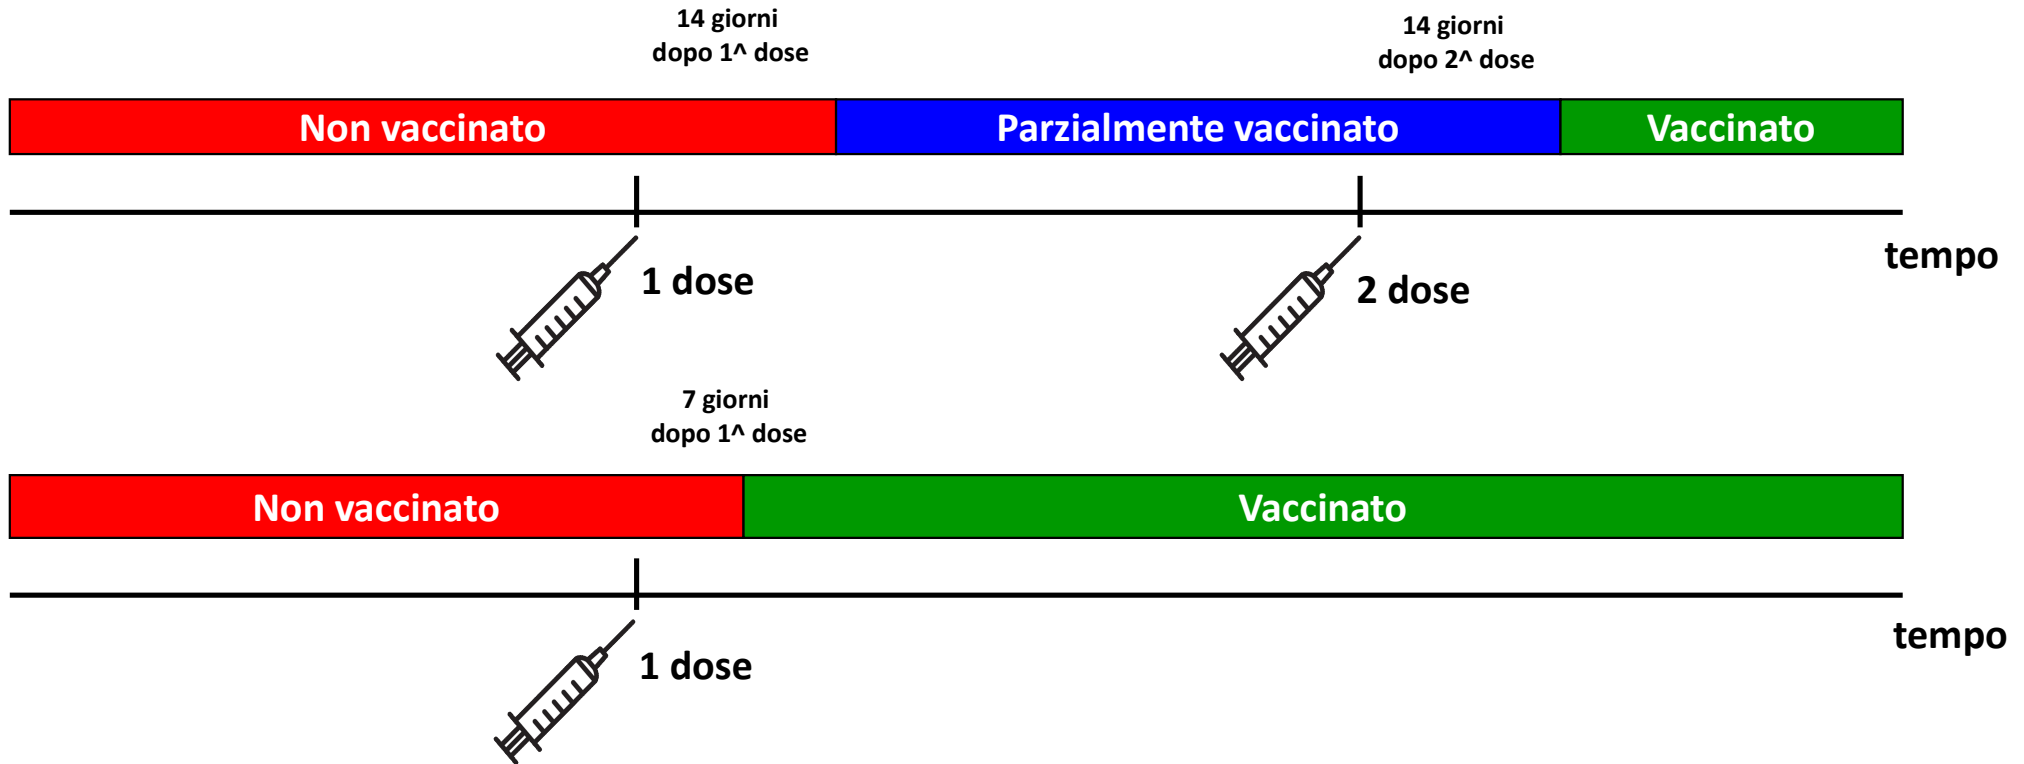 14 giorni
dopo 1^ dose
14 giorni
dopo 2^ dose
Non vaccinato
Parzialmente vaccinato
Vaccinato
tempo
1 dose
2 dose
7 giorni
dopo 1^ dose
Non vaccinato
Vaccinato
tempo
1 dose